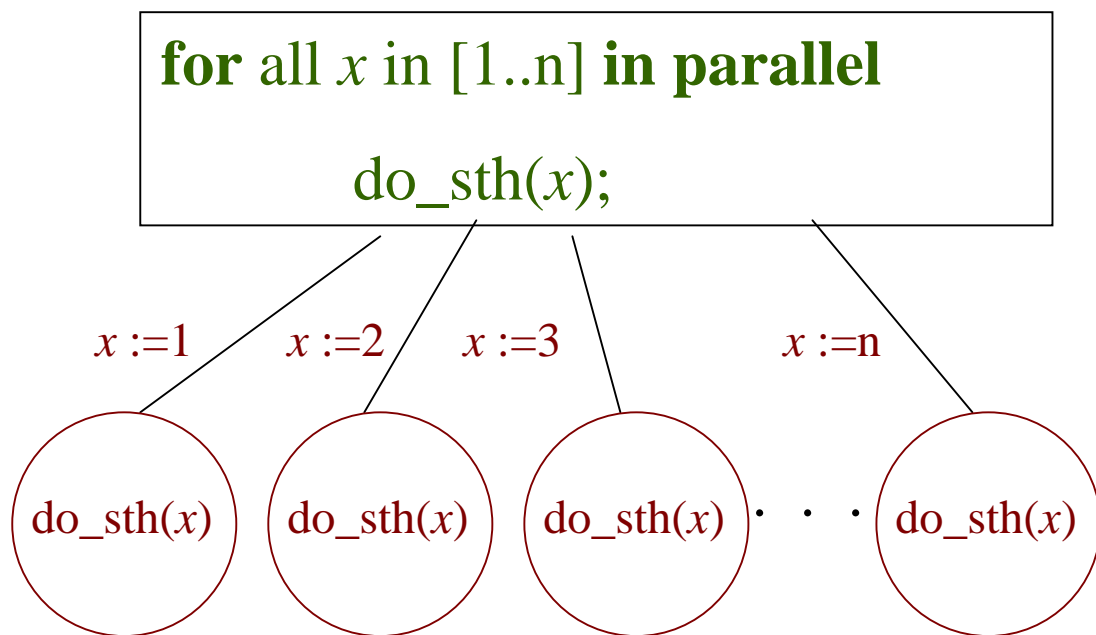 for all x in [1..n] in parallel
do_sth(x);
x :=1 x :=2 x :=3 x :=n
do_sth(x) do_sth(x) do_sth(x) . . . do_sth(x)